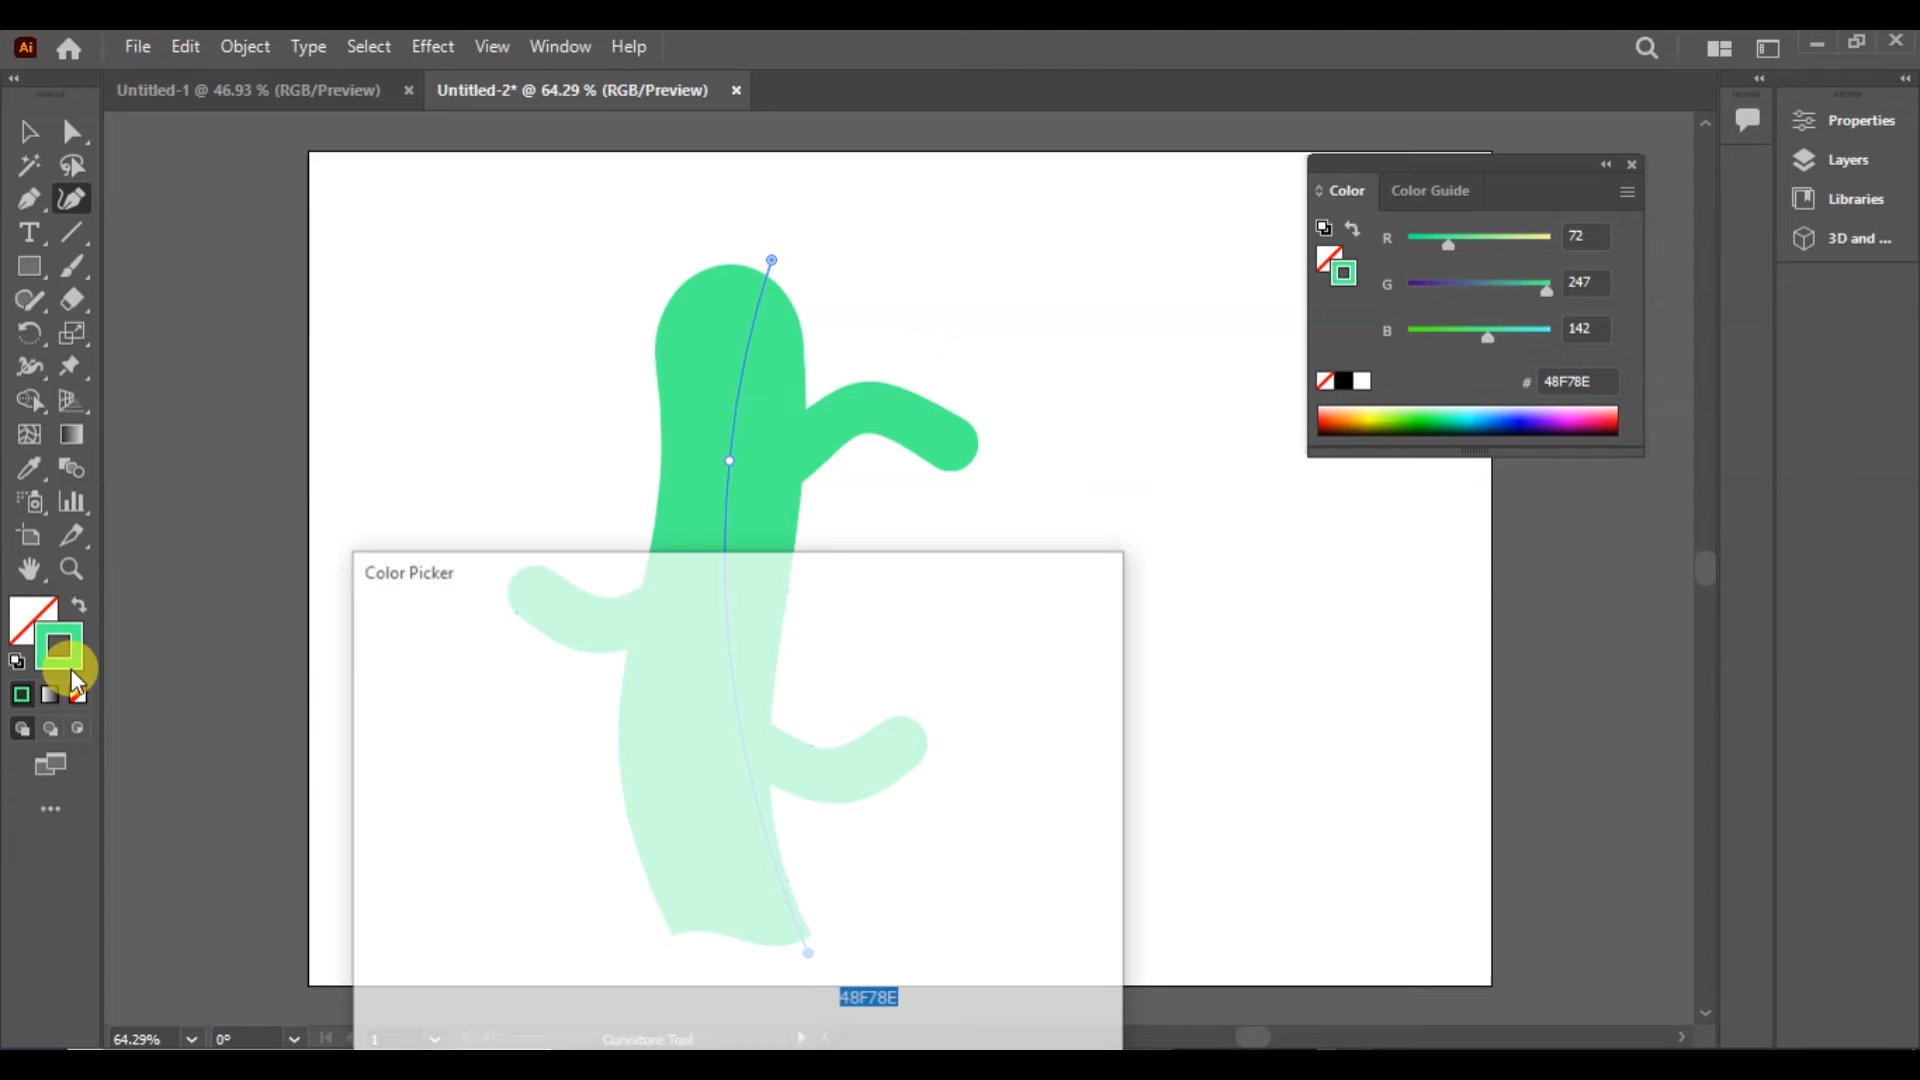 Ai File Edit Object Type Select Effect View Window Help
Untitled-1 @ 46.93 % (RGB/Preview) × Untitled-2* @ 64.29 % (RGB/Preview) ×
Properties
Layers
Libraries
3D and ...
Color Color Guide
R 72
G 247
B 142
# 48F78E
Color Picker
48F78E
64.29% 0° 1 Curvature Tool